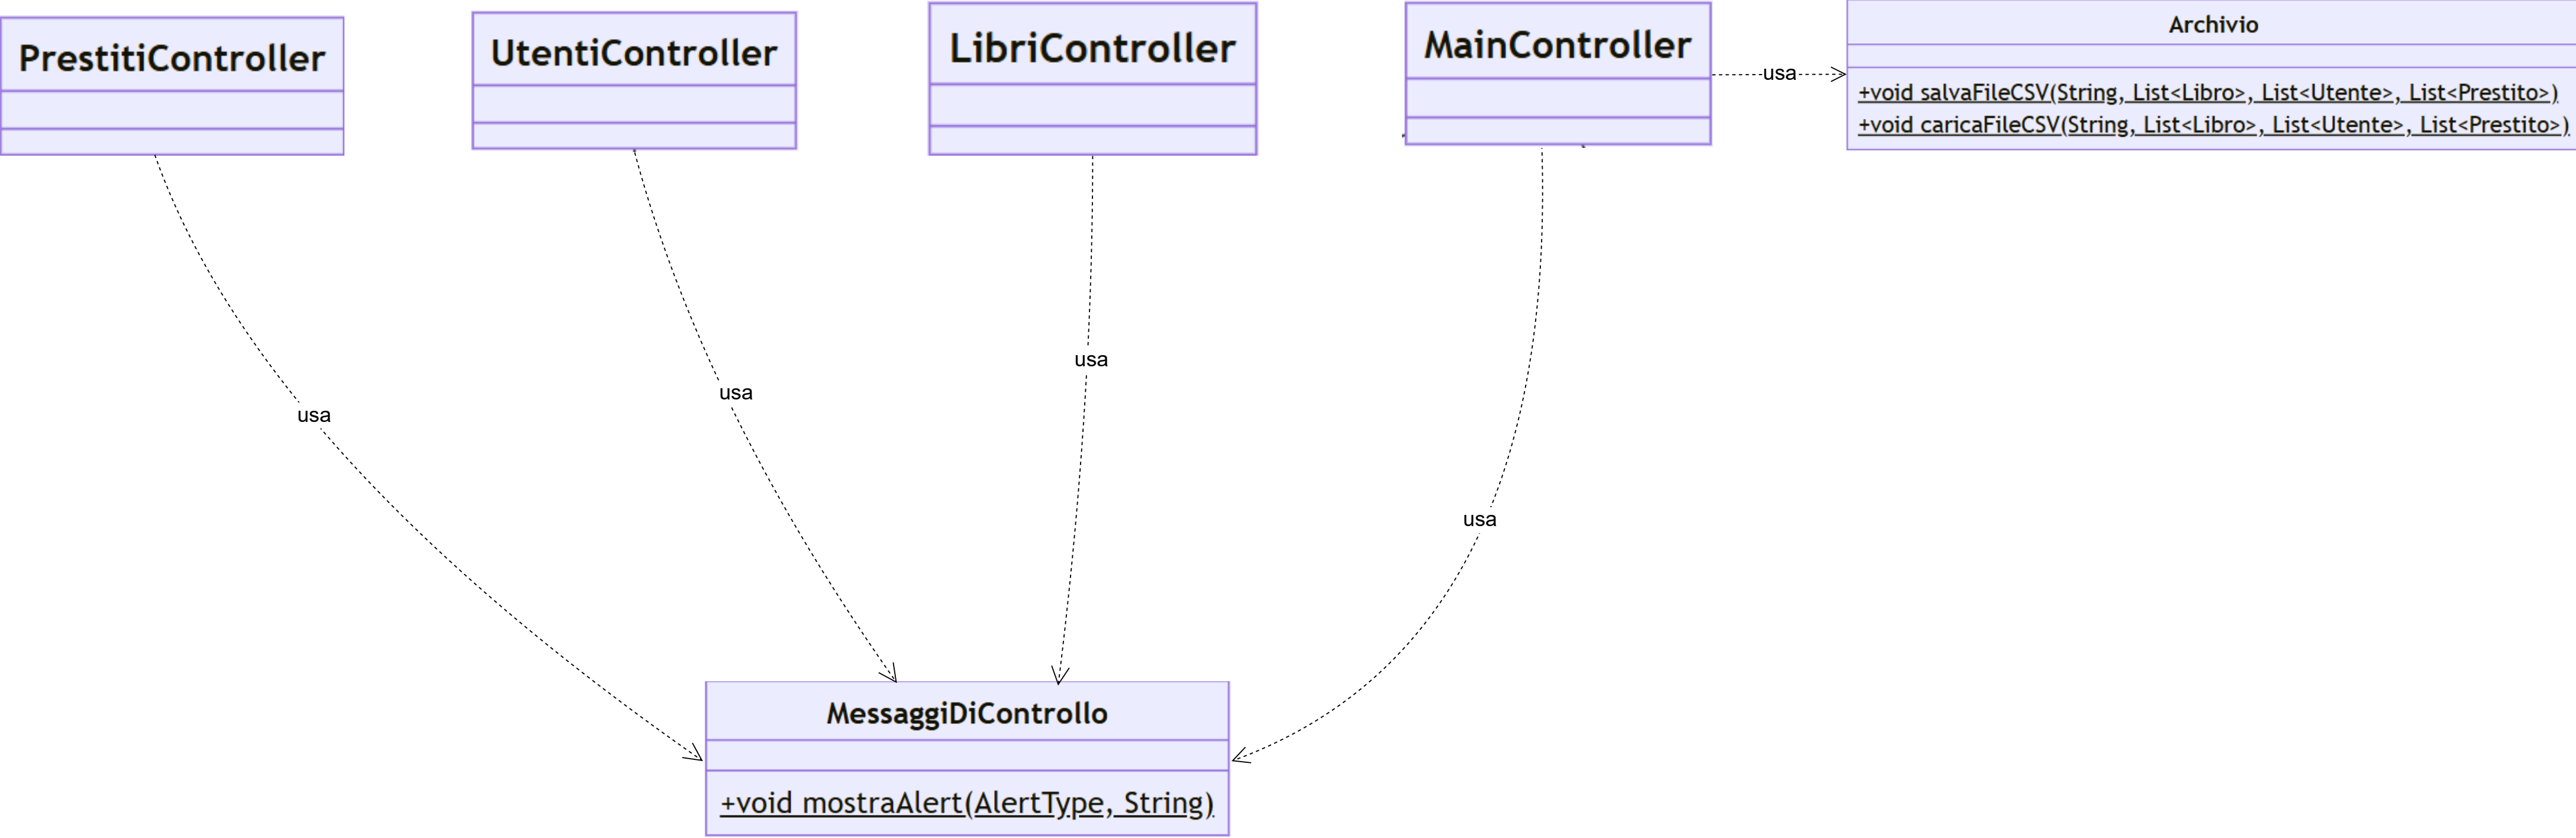 PrestitiController
UtentiController
LibriController
MainController
usa
Archivio
+void salvaFileCSV(String, List<Libro>, List<Utente>, List<Prestito>)
+void caricaFileCSV(String, List<Libro>, List<Utente>, List<Prestito>)
usa
usa
usa
usa
MessaggiDiControllo
+void mostraAlert(AlertType, String)